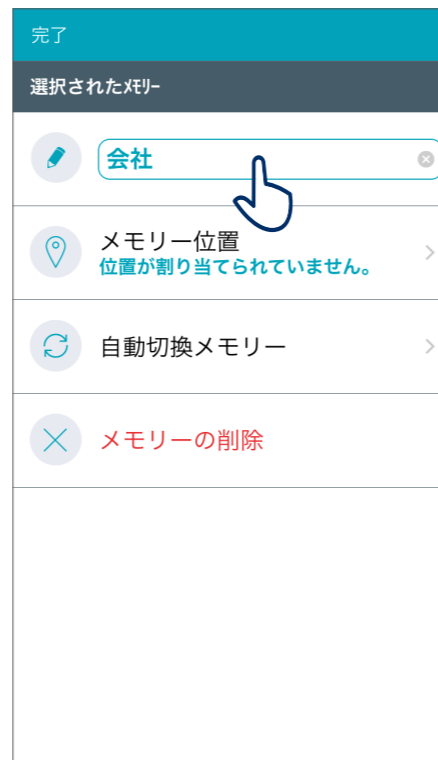 完了
選択されたﾒﾓﾘｰ
会社
メモリー位置
位置が割り当てられていません。
自動切換メモリー
メモリーの削除